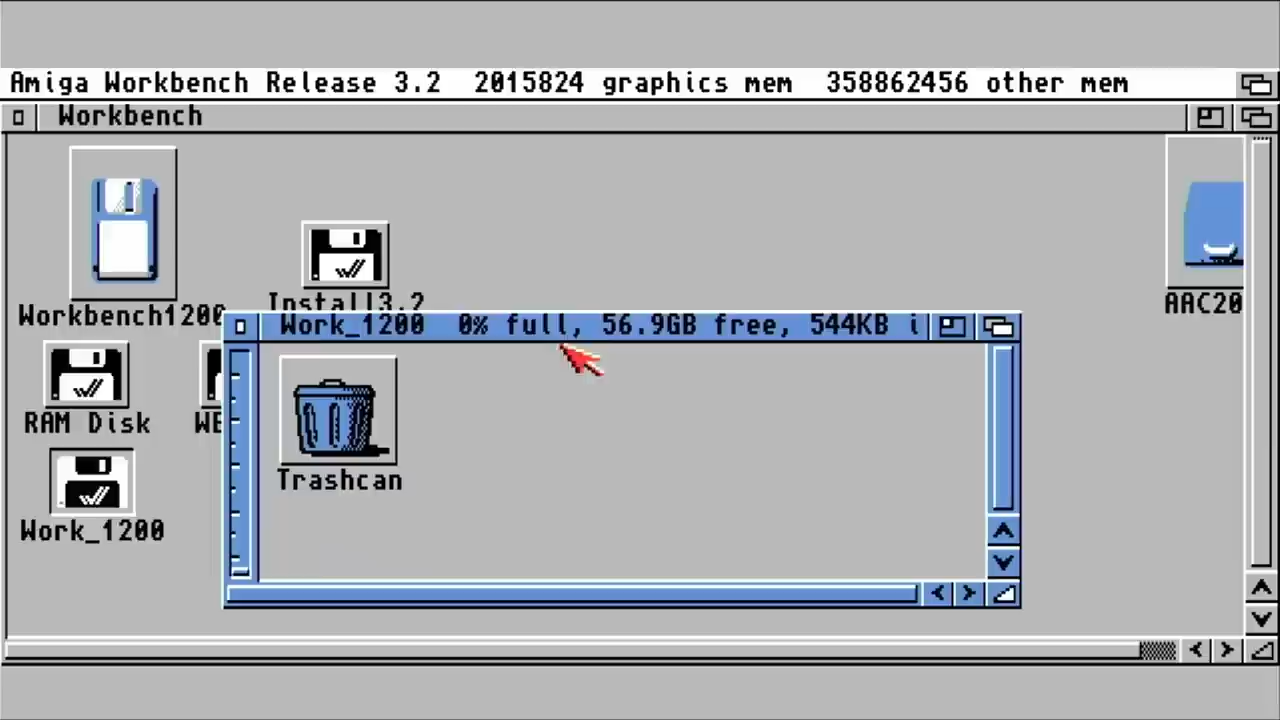 Amiga Workbench Release 3.2  2015824 graphics mem  358862456 other mem
Workbench
Install3.2
AAC20
Workbench1200
Work_1200  0% full, 56.9GB free, 544KB i
RAM Disk
WE
Trashcan
Work_1200